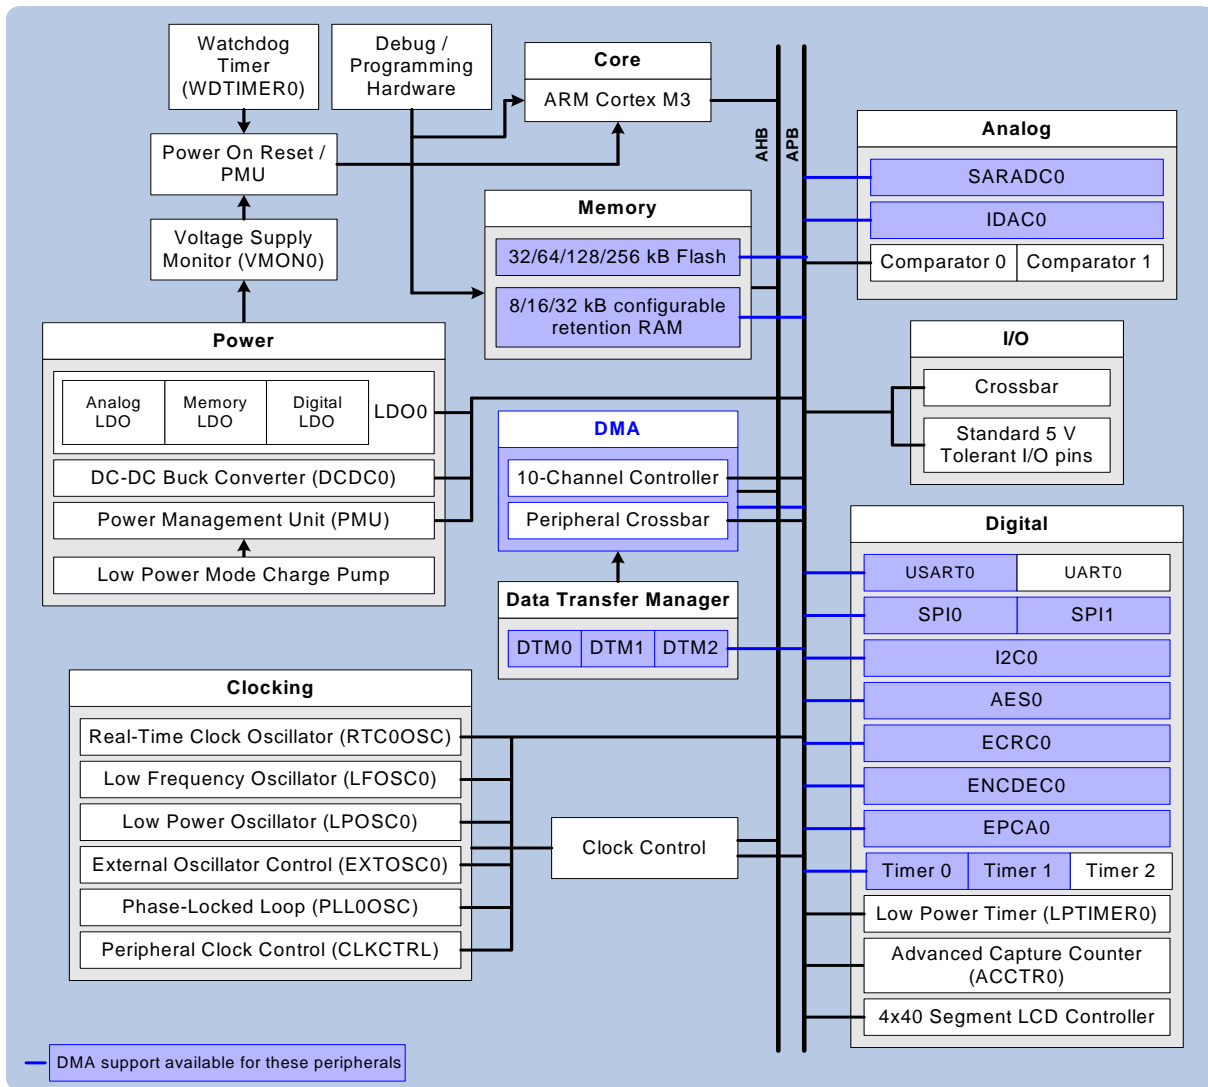 Watchdog
Timer
(WDTIMER0)
Debug /
Programming
Hardware
Core
ARM Cortex M3
Power On Reset /
PMU
Voltage Supply
Monitor (VMON0)
Memory
32/64/128/256 kB Flash
8/16/32 kB configurable
retention RAM
AHB
APB
Analog
SARADC0
IDAC0
Comparator 0
Comparator 1
Power
Analog
LDO
Memory
LDO
Digital
LDO
LDO0
DC-DC Buck Converter (DCDC0)
Power Management Unit (PMU)
Low Power Mode Charge Pump
I/O
Crossbar
Standard 5 V
Tolerant I/O pins
DMA
10-Channel Controller
Peripheral Crossbar
Data Transfer Manager
DTM0
DTM1
DTM2
Digital
USART0
UART0
SPI0
SPI1
I2C0
AES0
ECRC0
ENCDEC0
EPCA0
Timer 0
Timer 1
Timer 2
Low Power Timer (LPTIMER0)
Advanced Capture Counter
(ACCTR0)
4x40 Segment LCD Controller
Clocking
Real-Time Clock Oscillator (RTC0OSC)
Low Frequency Oscillator (LFOSC0)
Low Power Oscillator (LPOSC0)
External Oscillator Control (EXTOSC0)
Phase-Locked Loop (PLL0OSC)
Peripheral Clock Control (CLKCTRL)
Clock Control
DMA support available for these peripherals